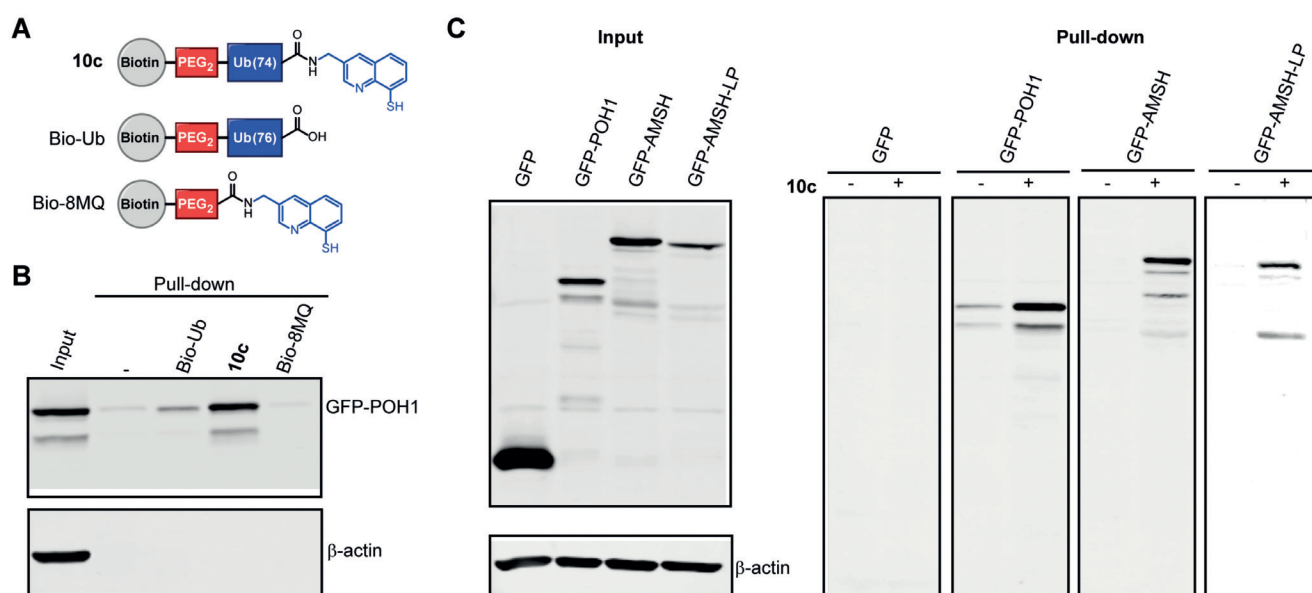 A
10c
Biotin
PEG2
Ub(74)
O
N
H
N
SH
Bio-Ub
Biotin
PEG2
Ub(76)
O
OH
Bio-8MQ
Biotin
PEG2
O
N
H
N
SH
B
Pull-down
Input
-
Bio-Ub
10c
Bio-8MQ
GFP-POH1
β-actin
C
Input
GFP
GFP-POH1
GFP-AMSH
GFP-AMSH-LP
β-actin
Pull-down
GFP
GFP-POH1
GFP-AMSH
GFP-AMSH-LP
10c - + - + - + - +